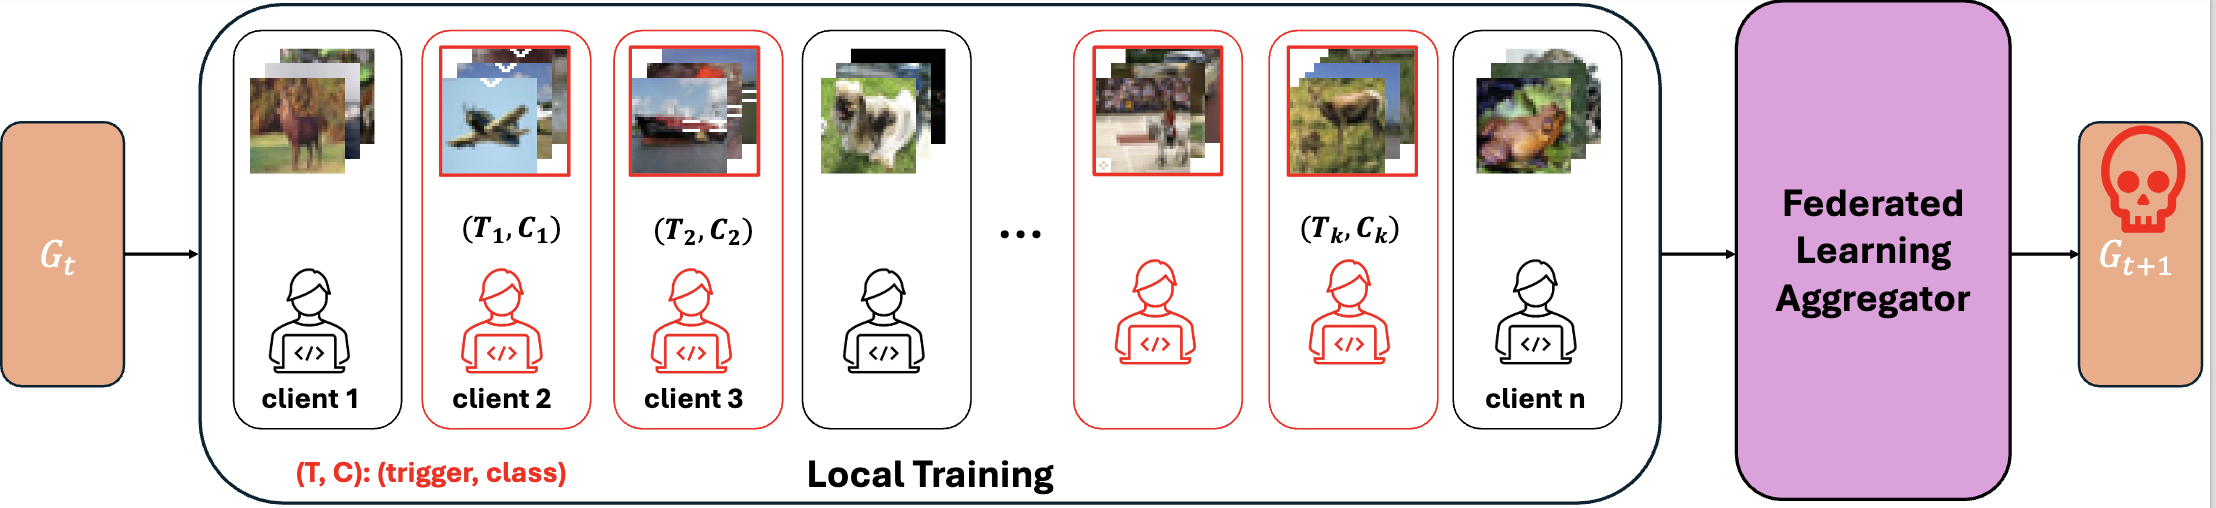 G_t
(T_1, C_1)
(T_2, C_2)
...
(T_k, C_k)
</>
</>
</>
</>
</>
</>
</>
client 1
client 2
client 3
client n
(T, C): (trigger, class)
Local Training
Federated
Learning
Aggregator
G_{t+1}